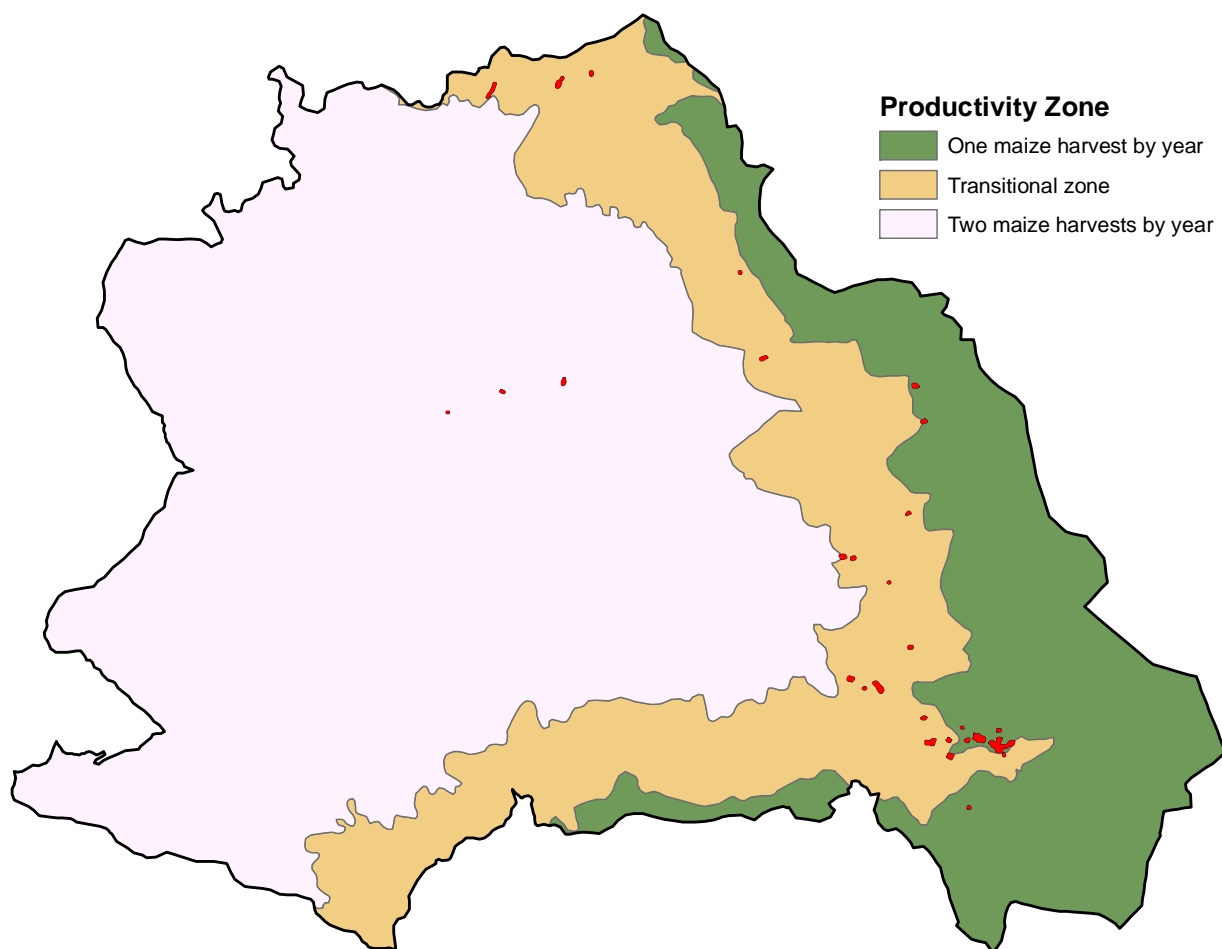 Productivity Zone
One maize harvest by year
Transitional zone
Two maize harvests by year